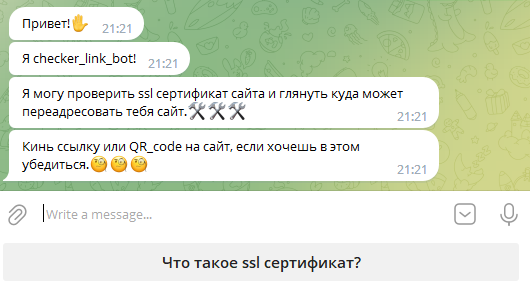 Привет!✋ 21:21
Я checker_link_bot! 21:21
Я могу проверить ssl сертификат сайта и глянуть куда может
переадресовать тебя сайт.🛠🛠🛠 21:21
Кинь ссылку или QR_code на сайт, если хочешь в этом
убедиться.🧐🧐🧐 21:21
Write a message...
Что такое ssl сертификат?